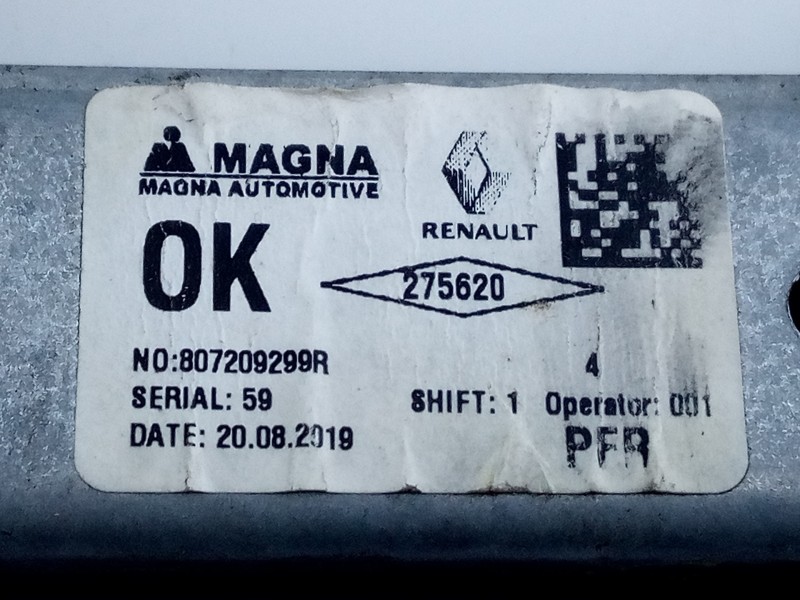 MAGNA
MAGNA AUTOMOTIVE
RENAULT
OK
275620
NO:807209299R
4
SERIAL: 59
SHIFT: 1
Operator: 001
DATE: 20.08.2019
PFR